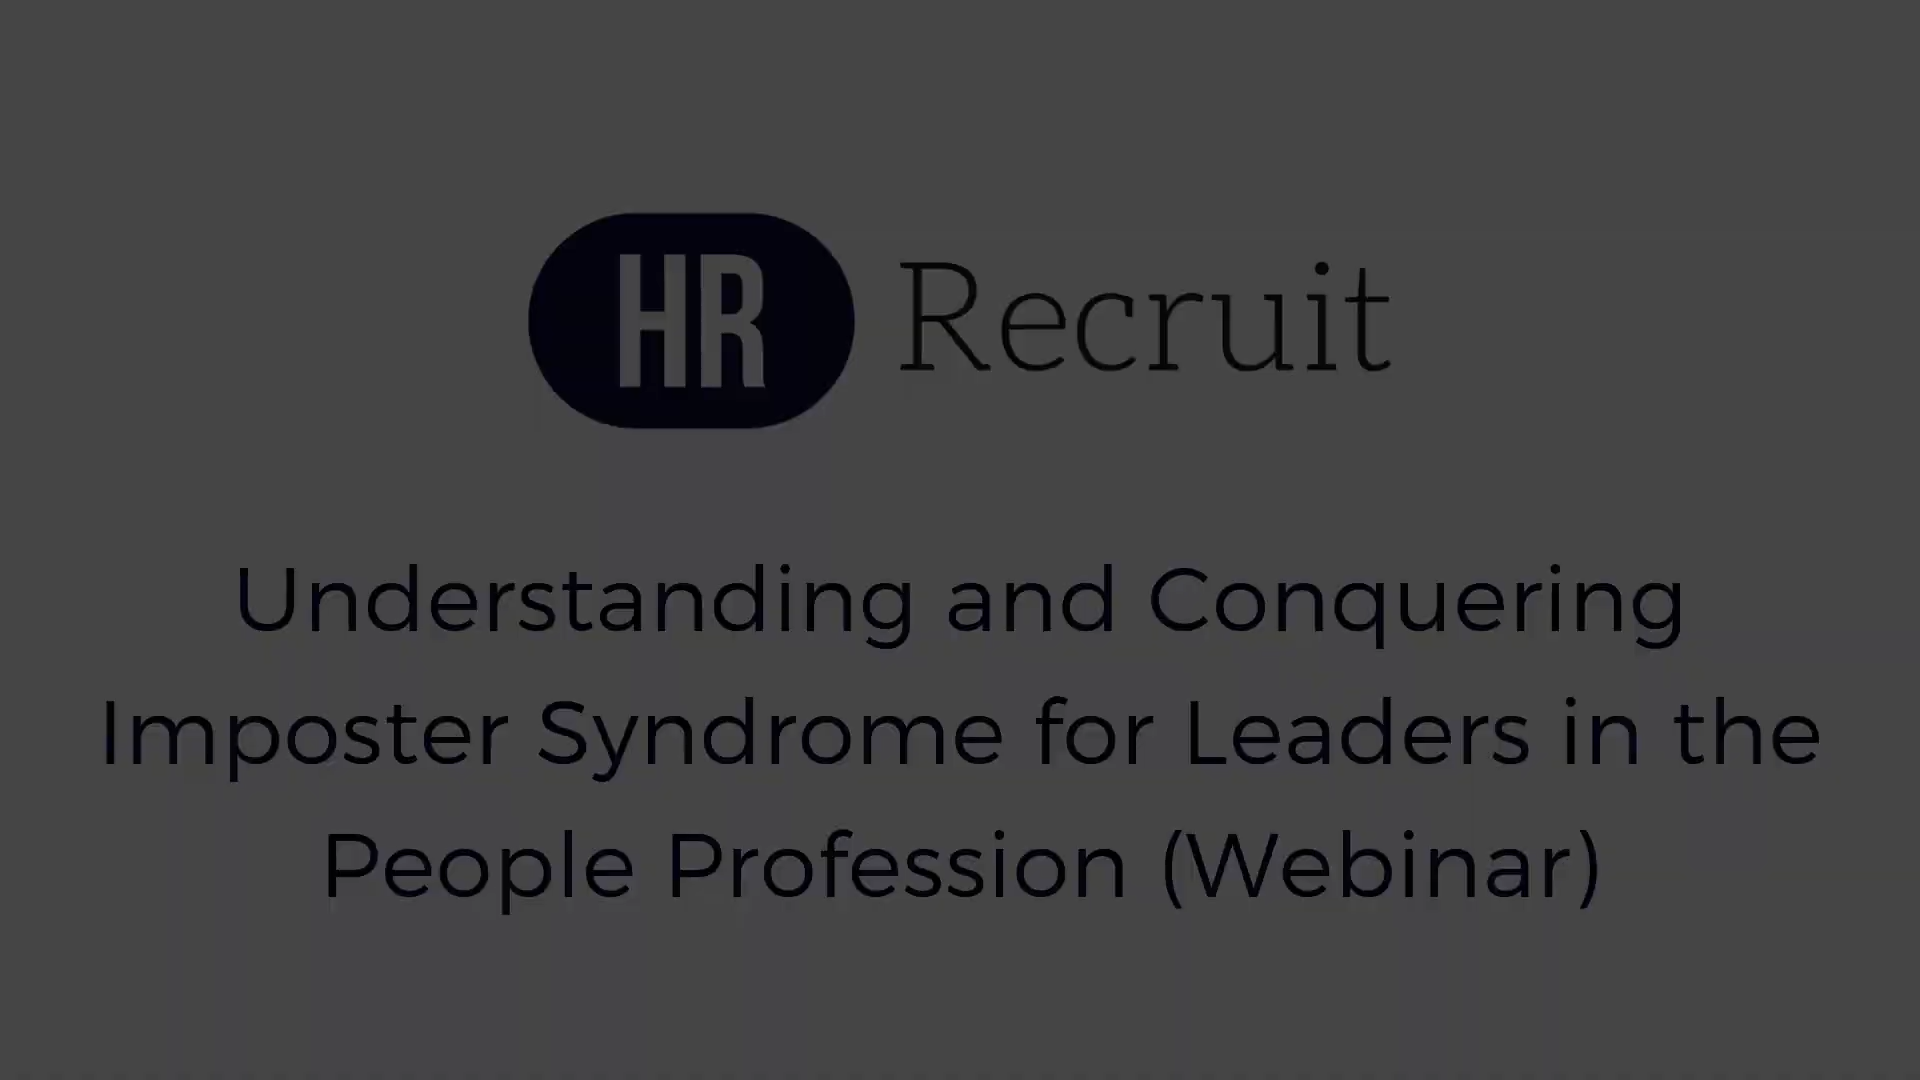 HR Recruit
Understanding and Conquering
Imposter Syndrome for Leaders in the
People Profession (Webinar)